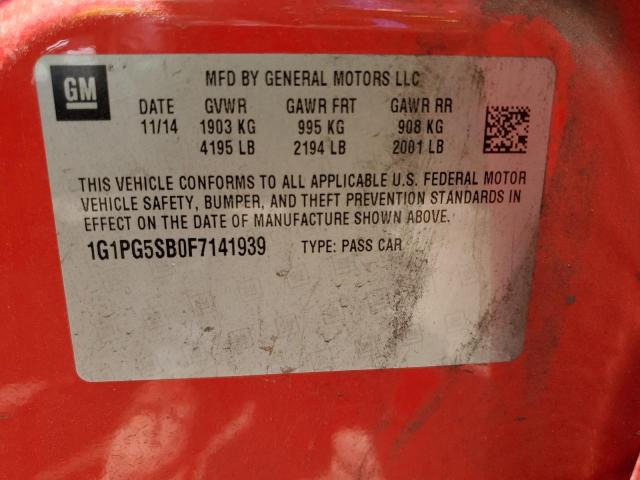 GM
MFD BY GENERAL MOTORS LLC
DATE GVWR GAWR FRT GAWR RR
11/14 1903 KG 995 KG 908 KG
4195 LB 2194 LB 2001 LB
THIS VEHICLE CONFORMS TO ALL APPLICABLE U.S. FEDERAL MOTOR
VEHICLE SAFETY, BUMPER, AND THEFT PREVENTION STANDARDS IN
EFFECT ON THE DATE OF MANUFACTURE SHOWN ABOVE.
1G1PG5SB0F7141939 TYPE: PASS CAR